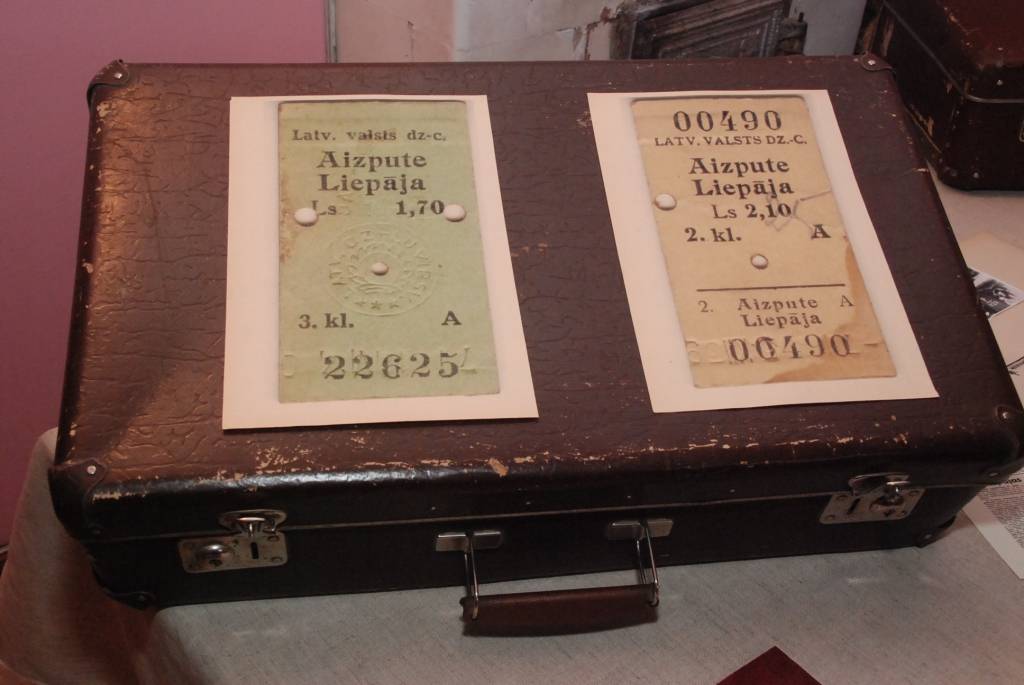 Latv. valsts dz-c.
Aizpute
Liepāja
Ls 1,70
3. kl. A
22625
00490
LATV. VALSTS DZ.-C.
Aizpute
Liepāja
Ls 2,10
2. kl. A
2. Aizpute A
Liepāja
00490